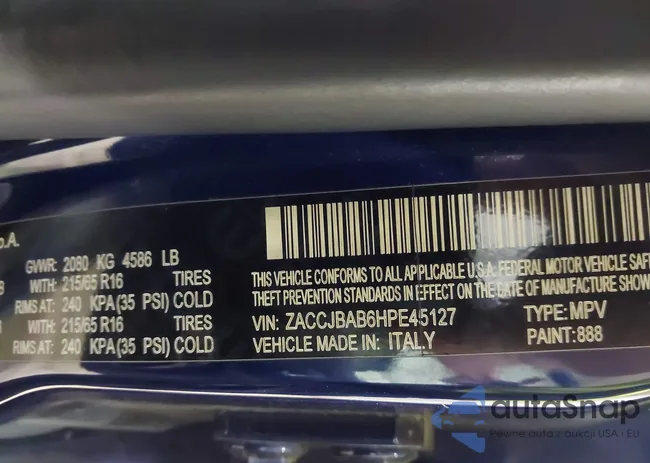 p.A.
GVWR: 2080 KG 4586 LB
B WITH: 215/65 R16 TIRES
RIMS AT: 240 KPA(35 PSI) COLD
WITH: 215/65 R16 TIRES
RIMS AT: 240 KPA(35 PSI) COLD
THIS VEHICLE CONFORMS TO ALL APPLICABLE U.S.A. FEDERAL MOTOR VEHICLE SAFE
THEFT PREVENTION STANDARDS IN EFFECT ON THE DATE OF MANUFACTURE SHOW
VIN: ZACCJBAB6HPE45127 TYPE: MPV
VEHICLE MADE IN: ITALY PAINT: 888
autaSnap
Pewne auta z aukcji USA i EU